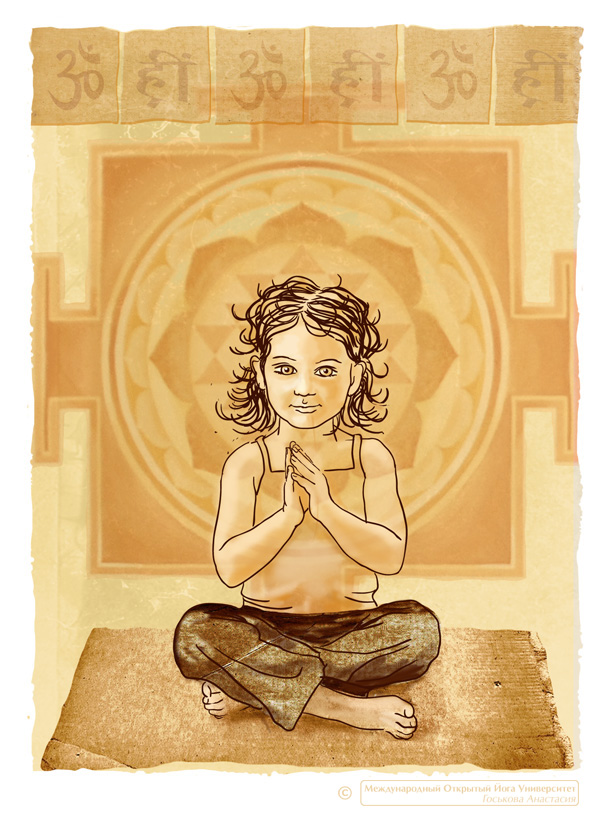 ॐ ह्रीं ॐ ह्रीं ॐ ह्रीं
© Международный Открытый Йога Университет
Госькова Анастасия